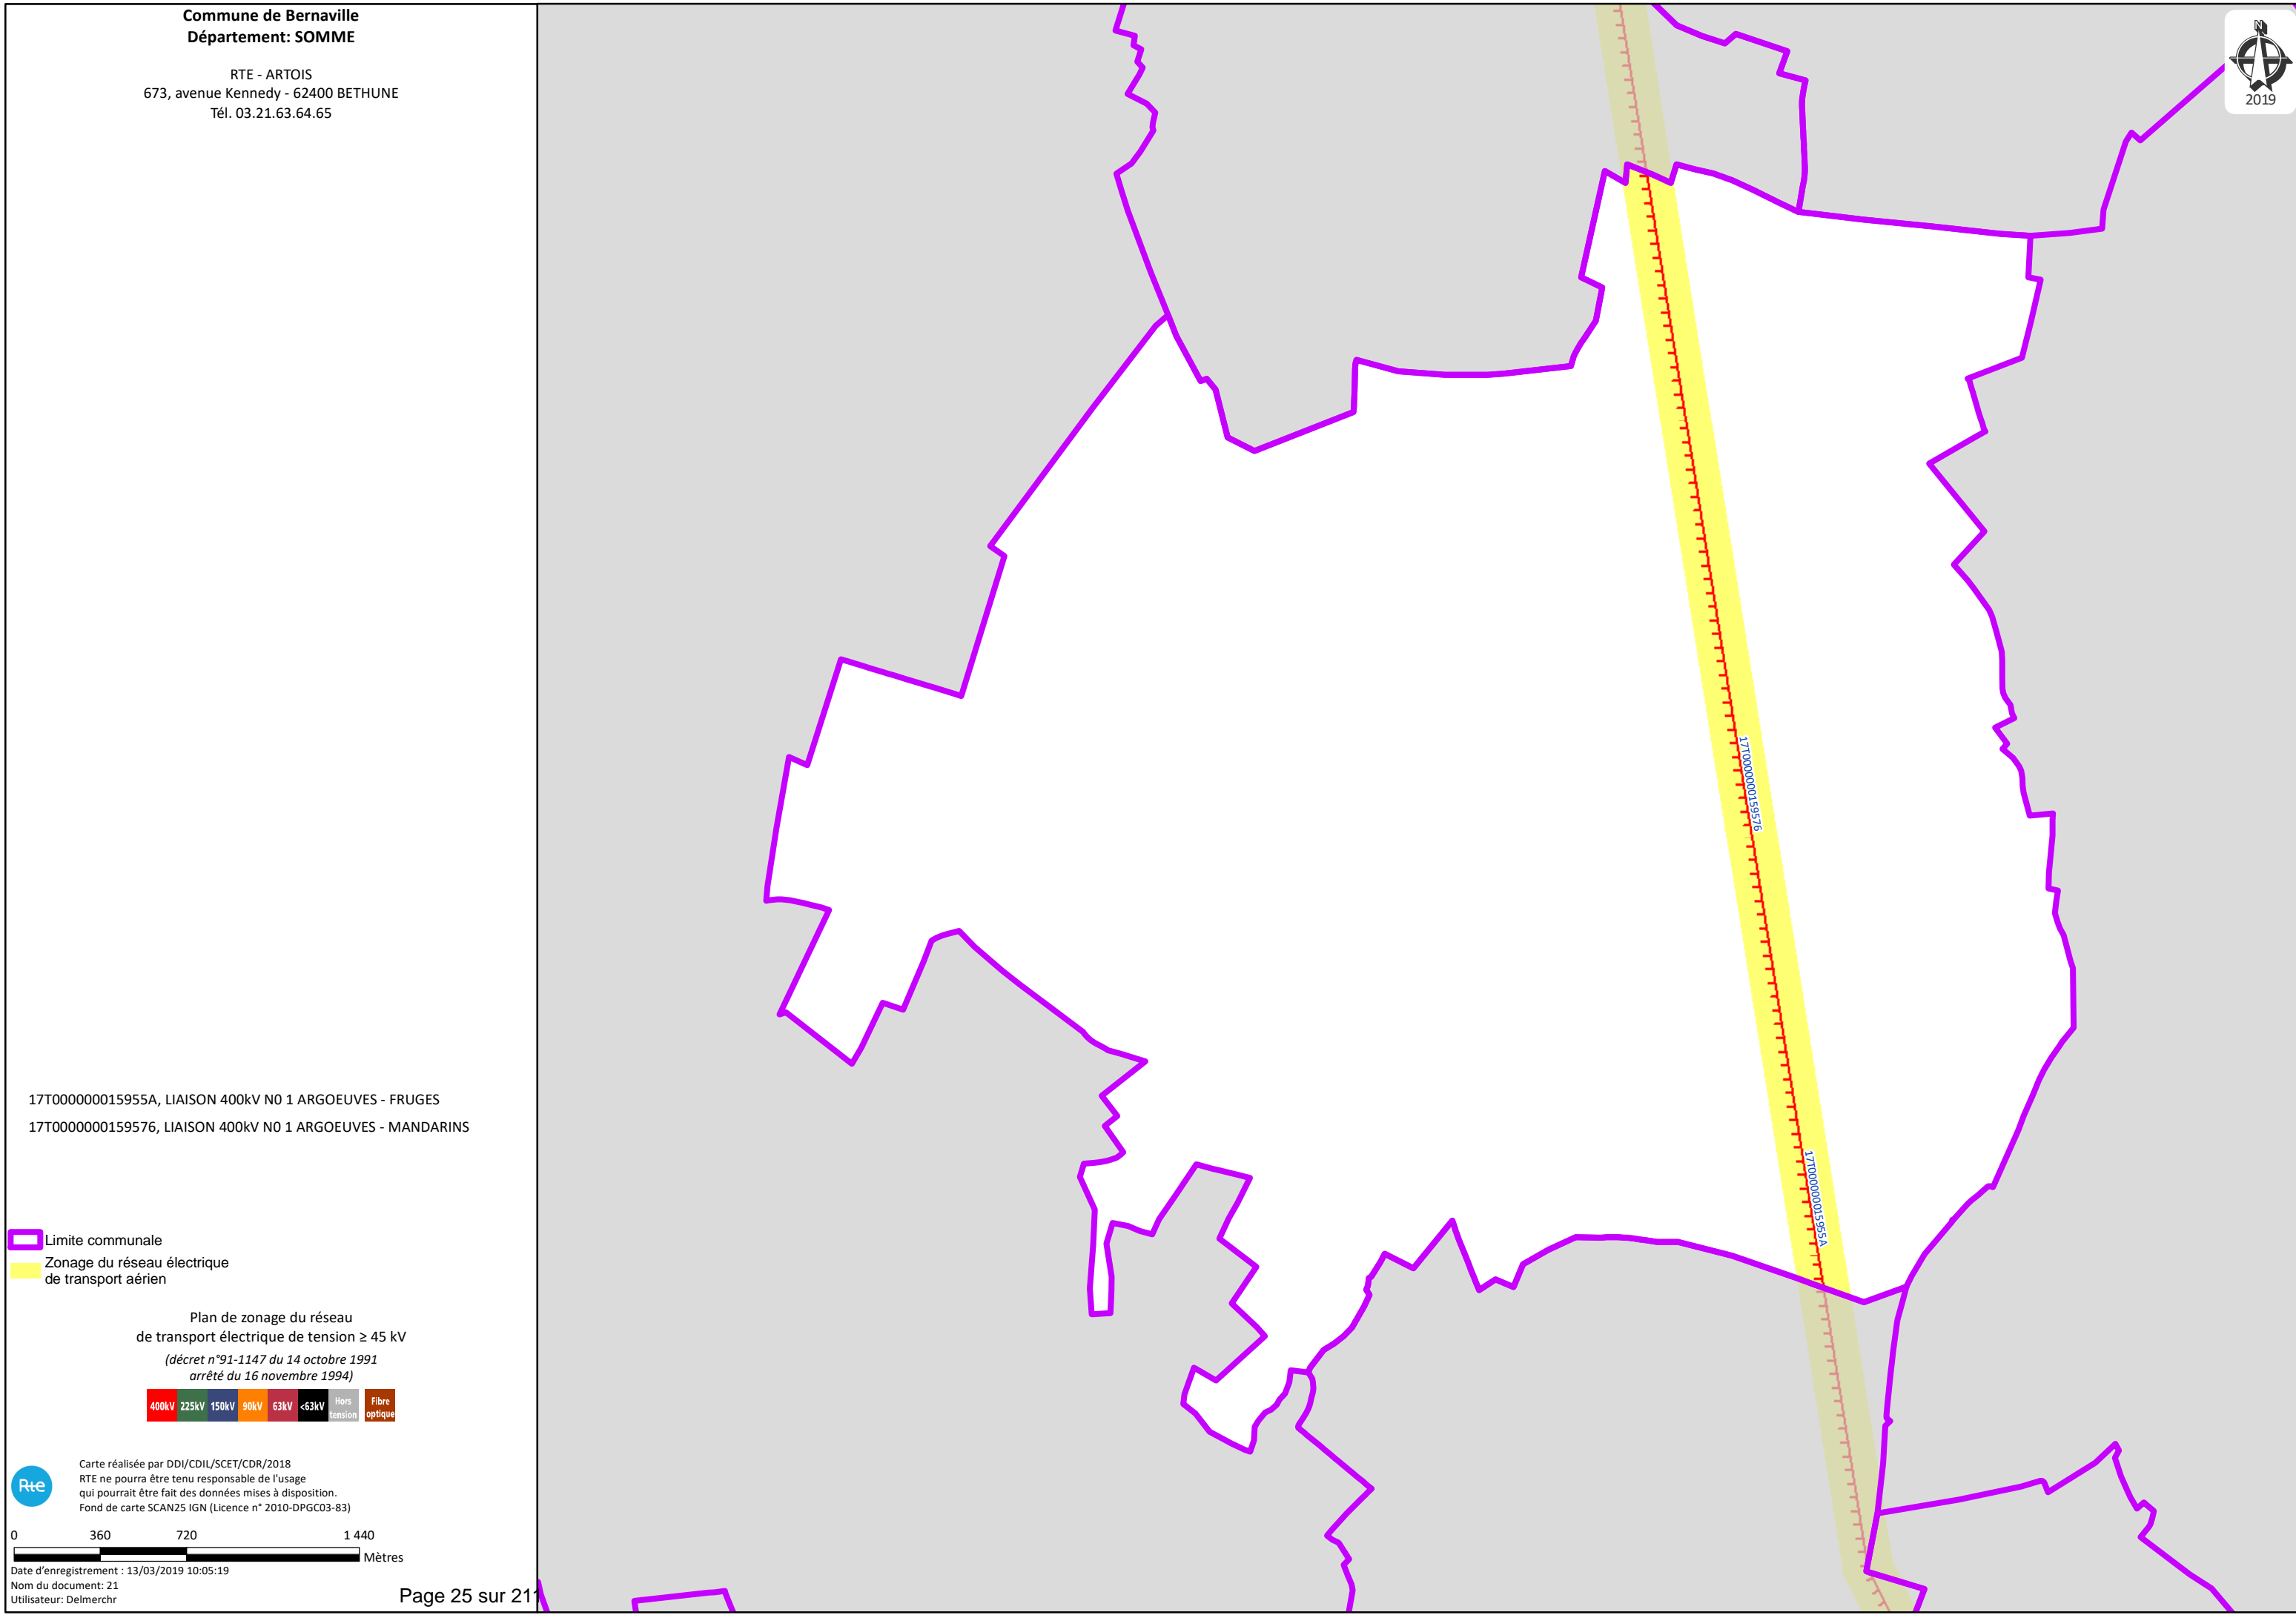 Commune de Bernaville
Département: SOMME
RTE - ARTOIS
673, avenue Kennedy - 62400 BETHUNE
Tél. 03.21.63.64.65
N
2019
17T0000000159576
17T000000015955A
17T000000015955A, LIAISON 400kV N0 1 ARGOEUVES - FRUGES
17T0000000159576, LIAISON 400kV N0 1 ARGOEUVES - MANDARINS
Limite communale
Zonage du réseau électrique
de transport aérien
Plan de zonage du réseau
de transport électrique de tension ≥ 45 kV
(décret n°91-1147 du 14 octobre 1991
arrêté du 16 novembre 1994)
400kV 225kV 150kV 90kV 63kV <63kV Hors tension Fibre optique
Rte
Carte réalisée par DDI/CDIL/SCET/CDR/2018
RTE ne pourra être tenu responsable de l'usage
qui pourrait être fait des données mises à disposition.
Fond de carte SCAN25 IGN (Licence n° 2010-DPGC03-83)
0 360 720 1 440
Mètres
Date d'enregistrement : 13/03/2019 10:05:19
Nom du document: 21
Utilisateur: Delmerchr
Page 25 sur 211